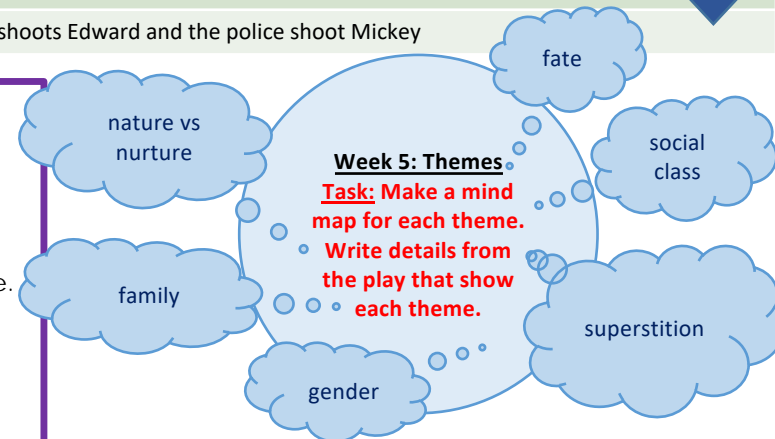 shoots Edward and the police shoot Mickey
fate
nature vs
nurture
social
class
Week 5: Themes
Task: Make a mind
map for each theme.
Write details from
the play that show
each theme.
e.
family
superstition
gender